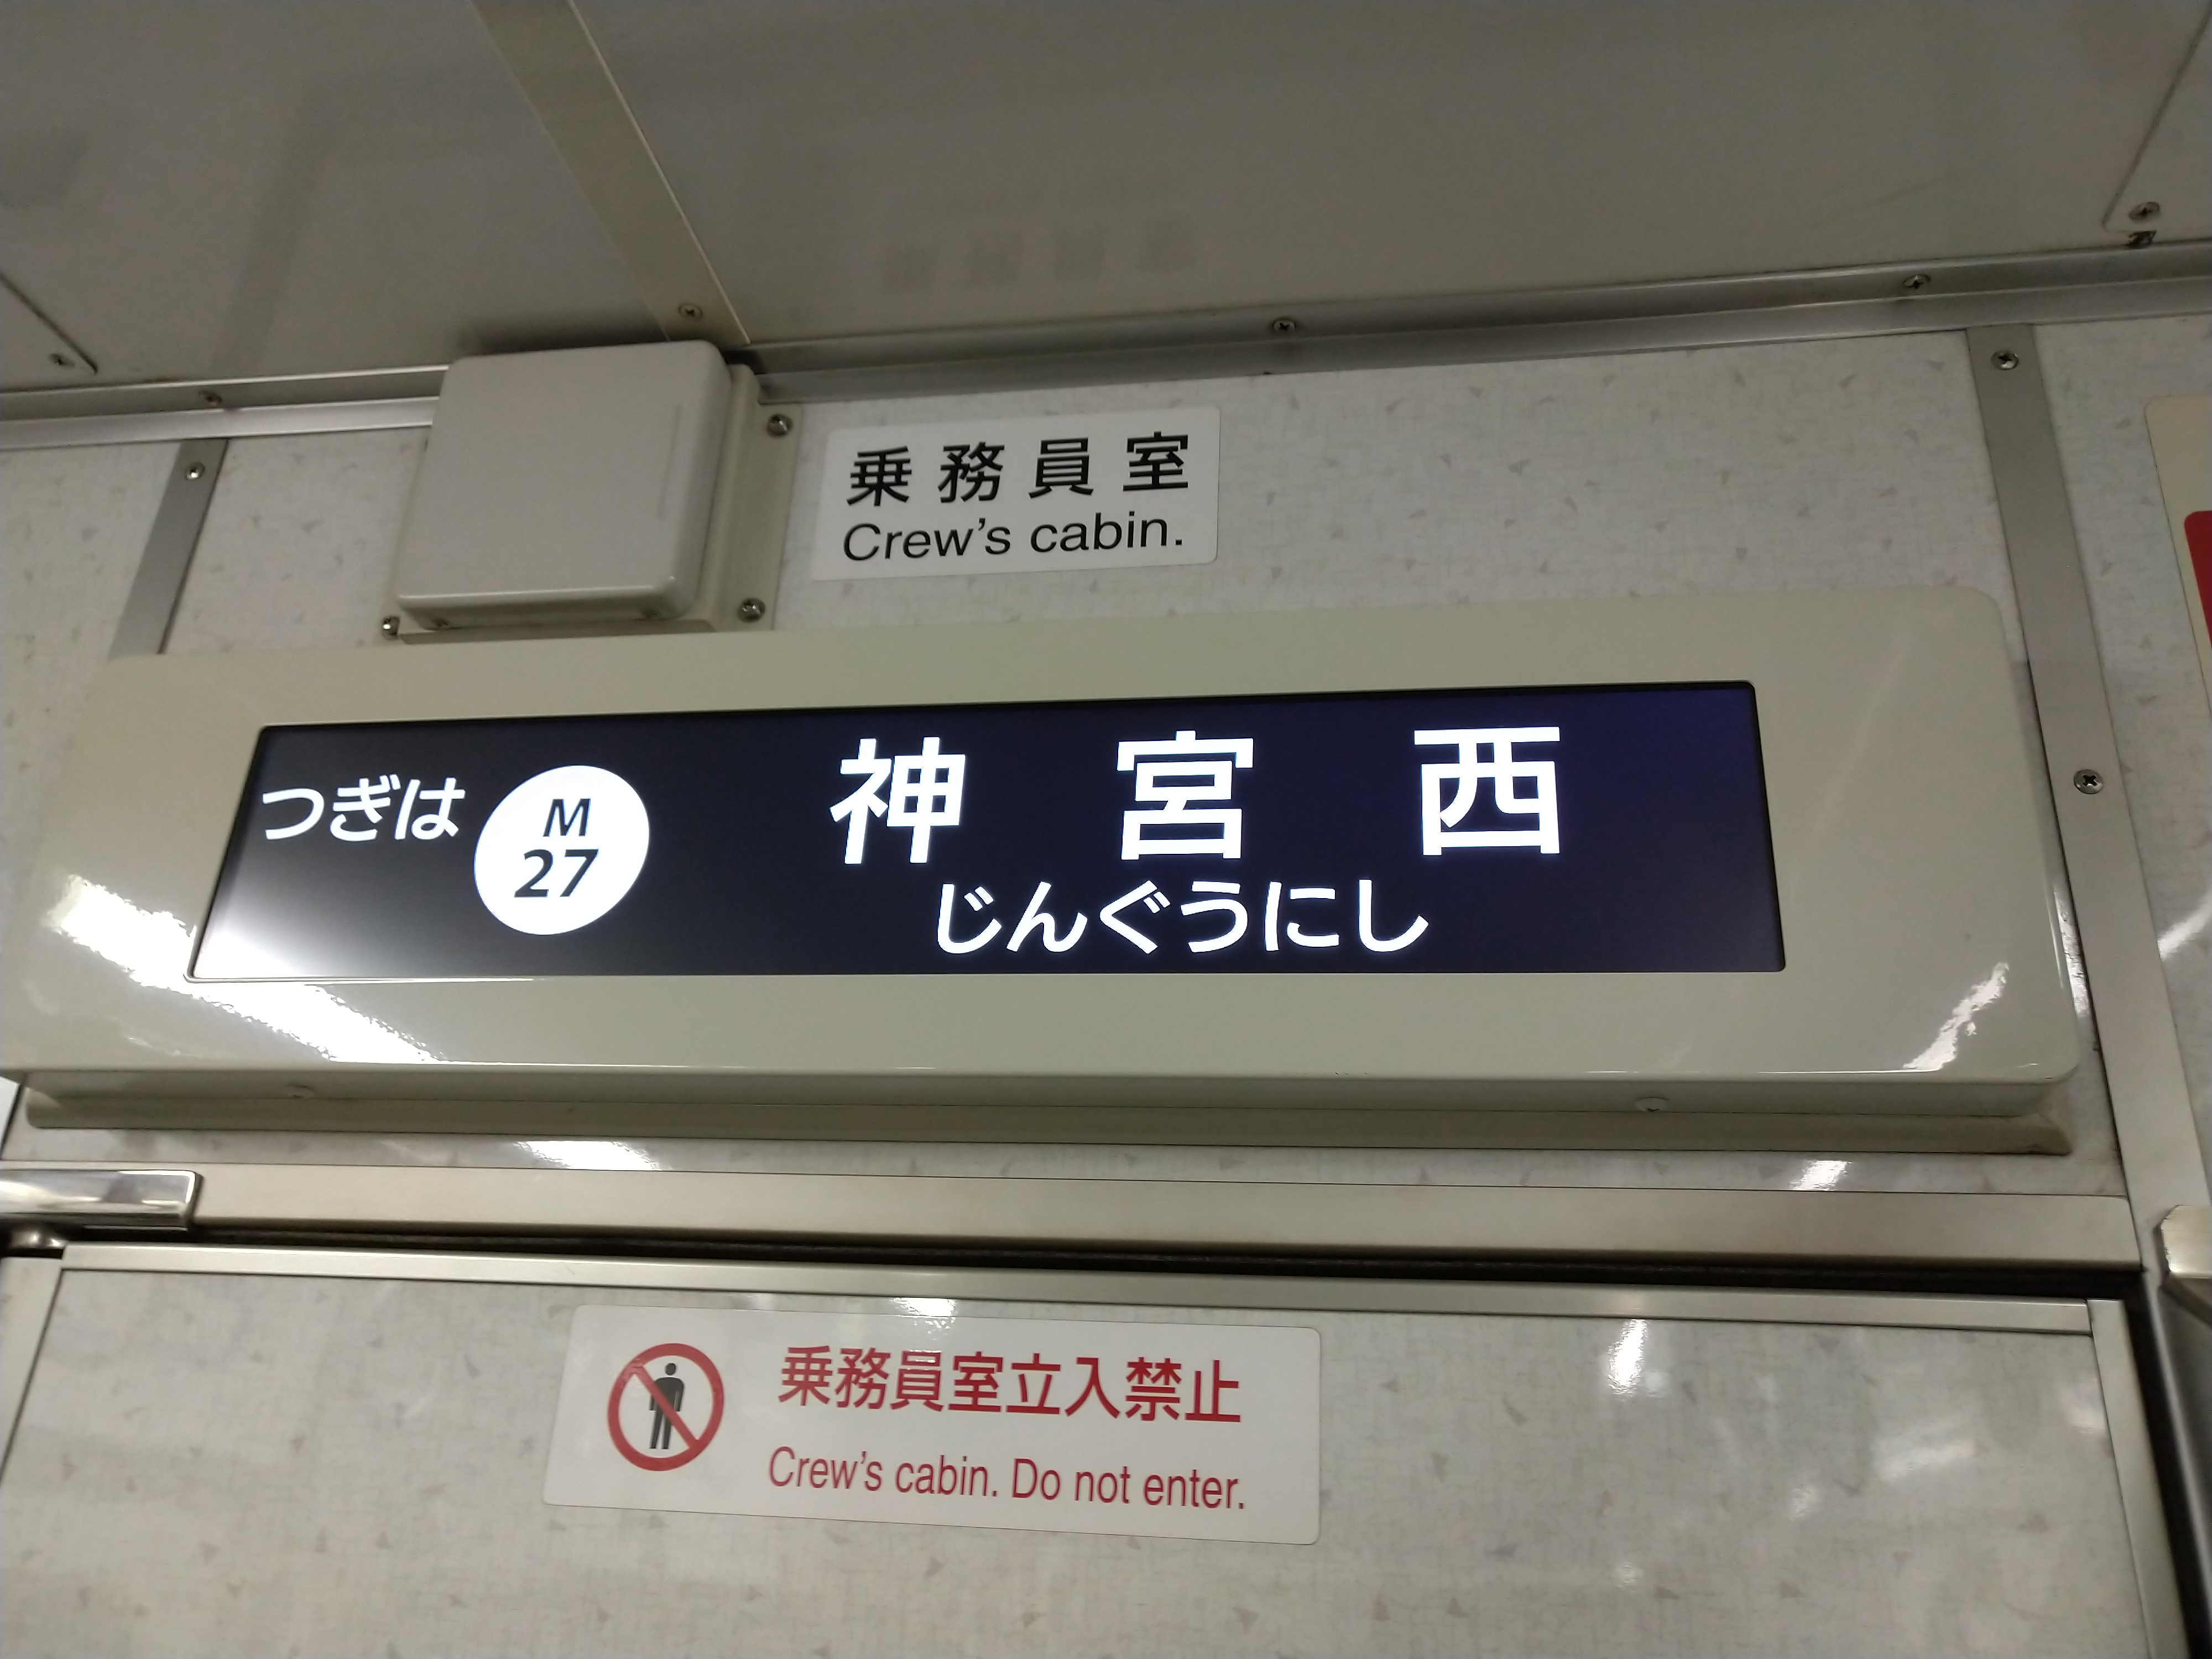 乗務員室
Crew's cabin.
つぎは
M
27
神宮西
じんぐうにし
乗務員室立入禁止
Crew's cabin. Do not enter.